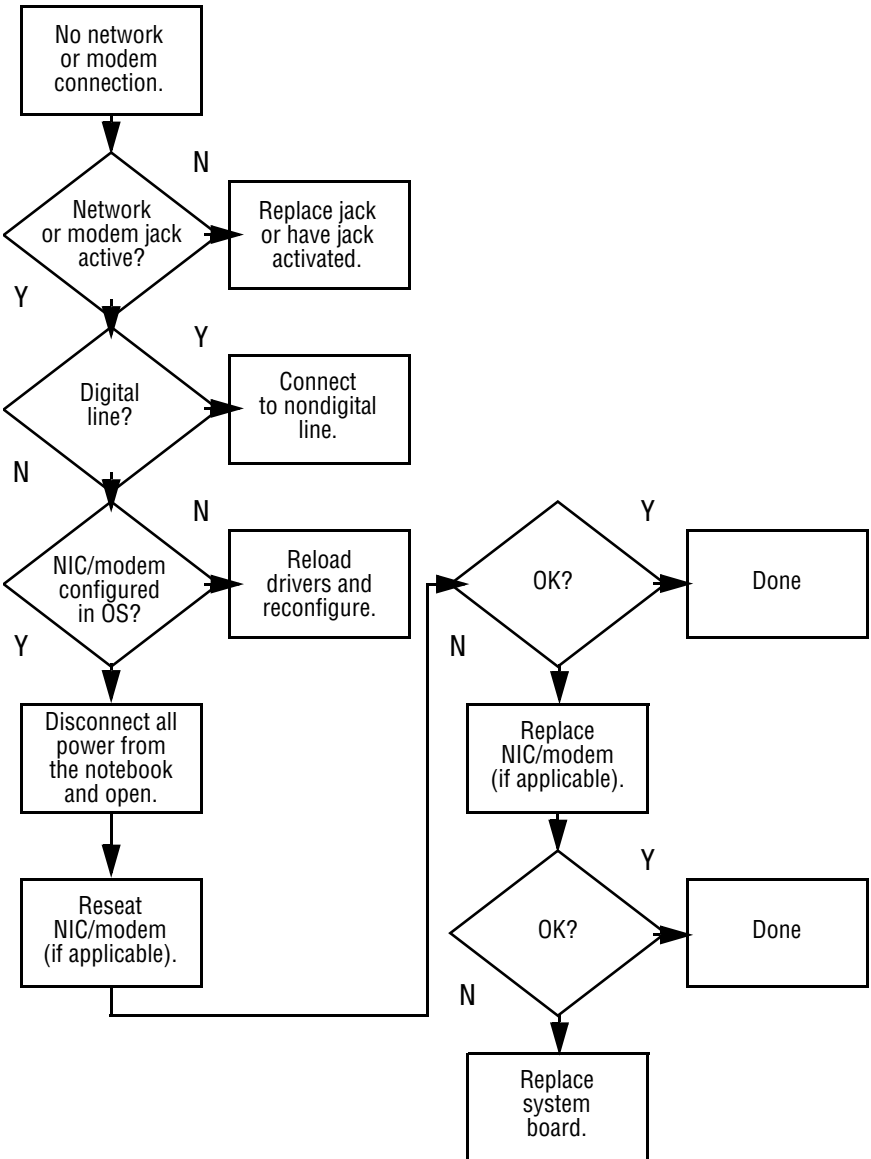 No network
or modem
connection.
N
Network
or modem jack
active?
Replace jack
or have jack
activated.
Y
Y
Digital
line?
Connect
to nondigital
line.
N
N
NIC/modem
configured
in OS?
Reload
drivers and
reconfigure.
Y
Disconnect all
power from
the notebook
and open.
Reseat
NIC/modem
(if applicable).
Y
OK?
Done
N
Replace
NIC/modem
(if applicable).
Y
OK?
Done
N
Replace
system
board.